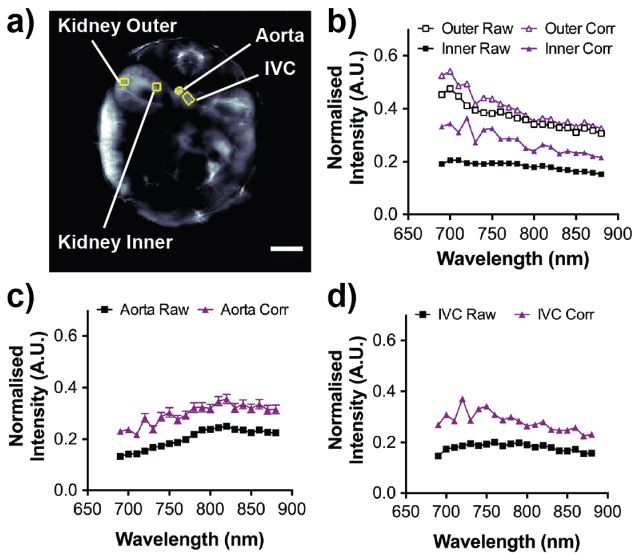 a)
Kidney Outer
Aorta
IVC
Kidney Inner
b)
Outer Raw Outer Corr
Inner Raw Inner Corr
Normalised
Intensity (A.U.)
0.6
0.4
0.2
0.0
650 700 750 800 850 900
Wavelength (nm)
c)
Aorta Raw Aorta Corr
Normalised
Intensity (A.U.)
0.6
0.4
0.2
0.0
650 700 750 800 850 900
Wavelength (nm)
d)
IVC Raw IVC Corr
Normalised
Intensity (A.U.)
0.6
0.4
0.2
0.0
650 700 750 800 850 900
Wavelength (nm)